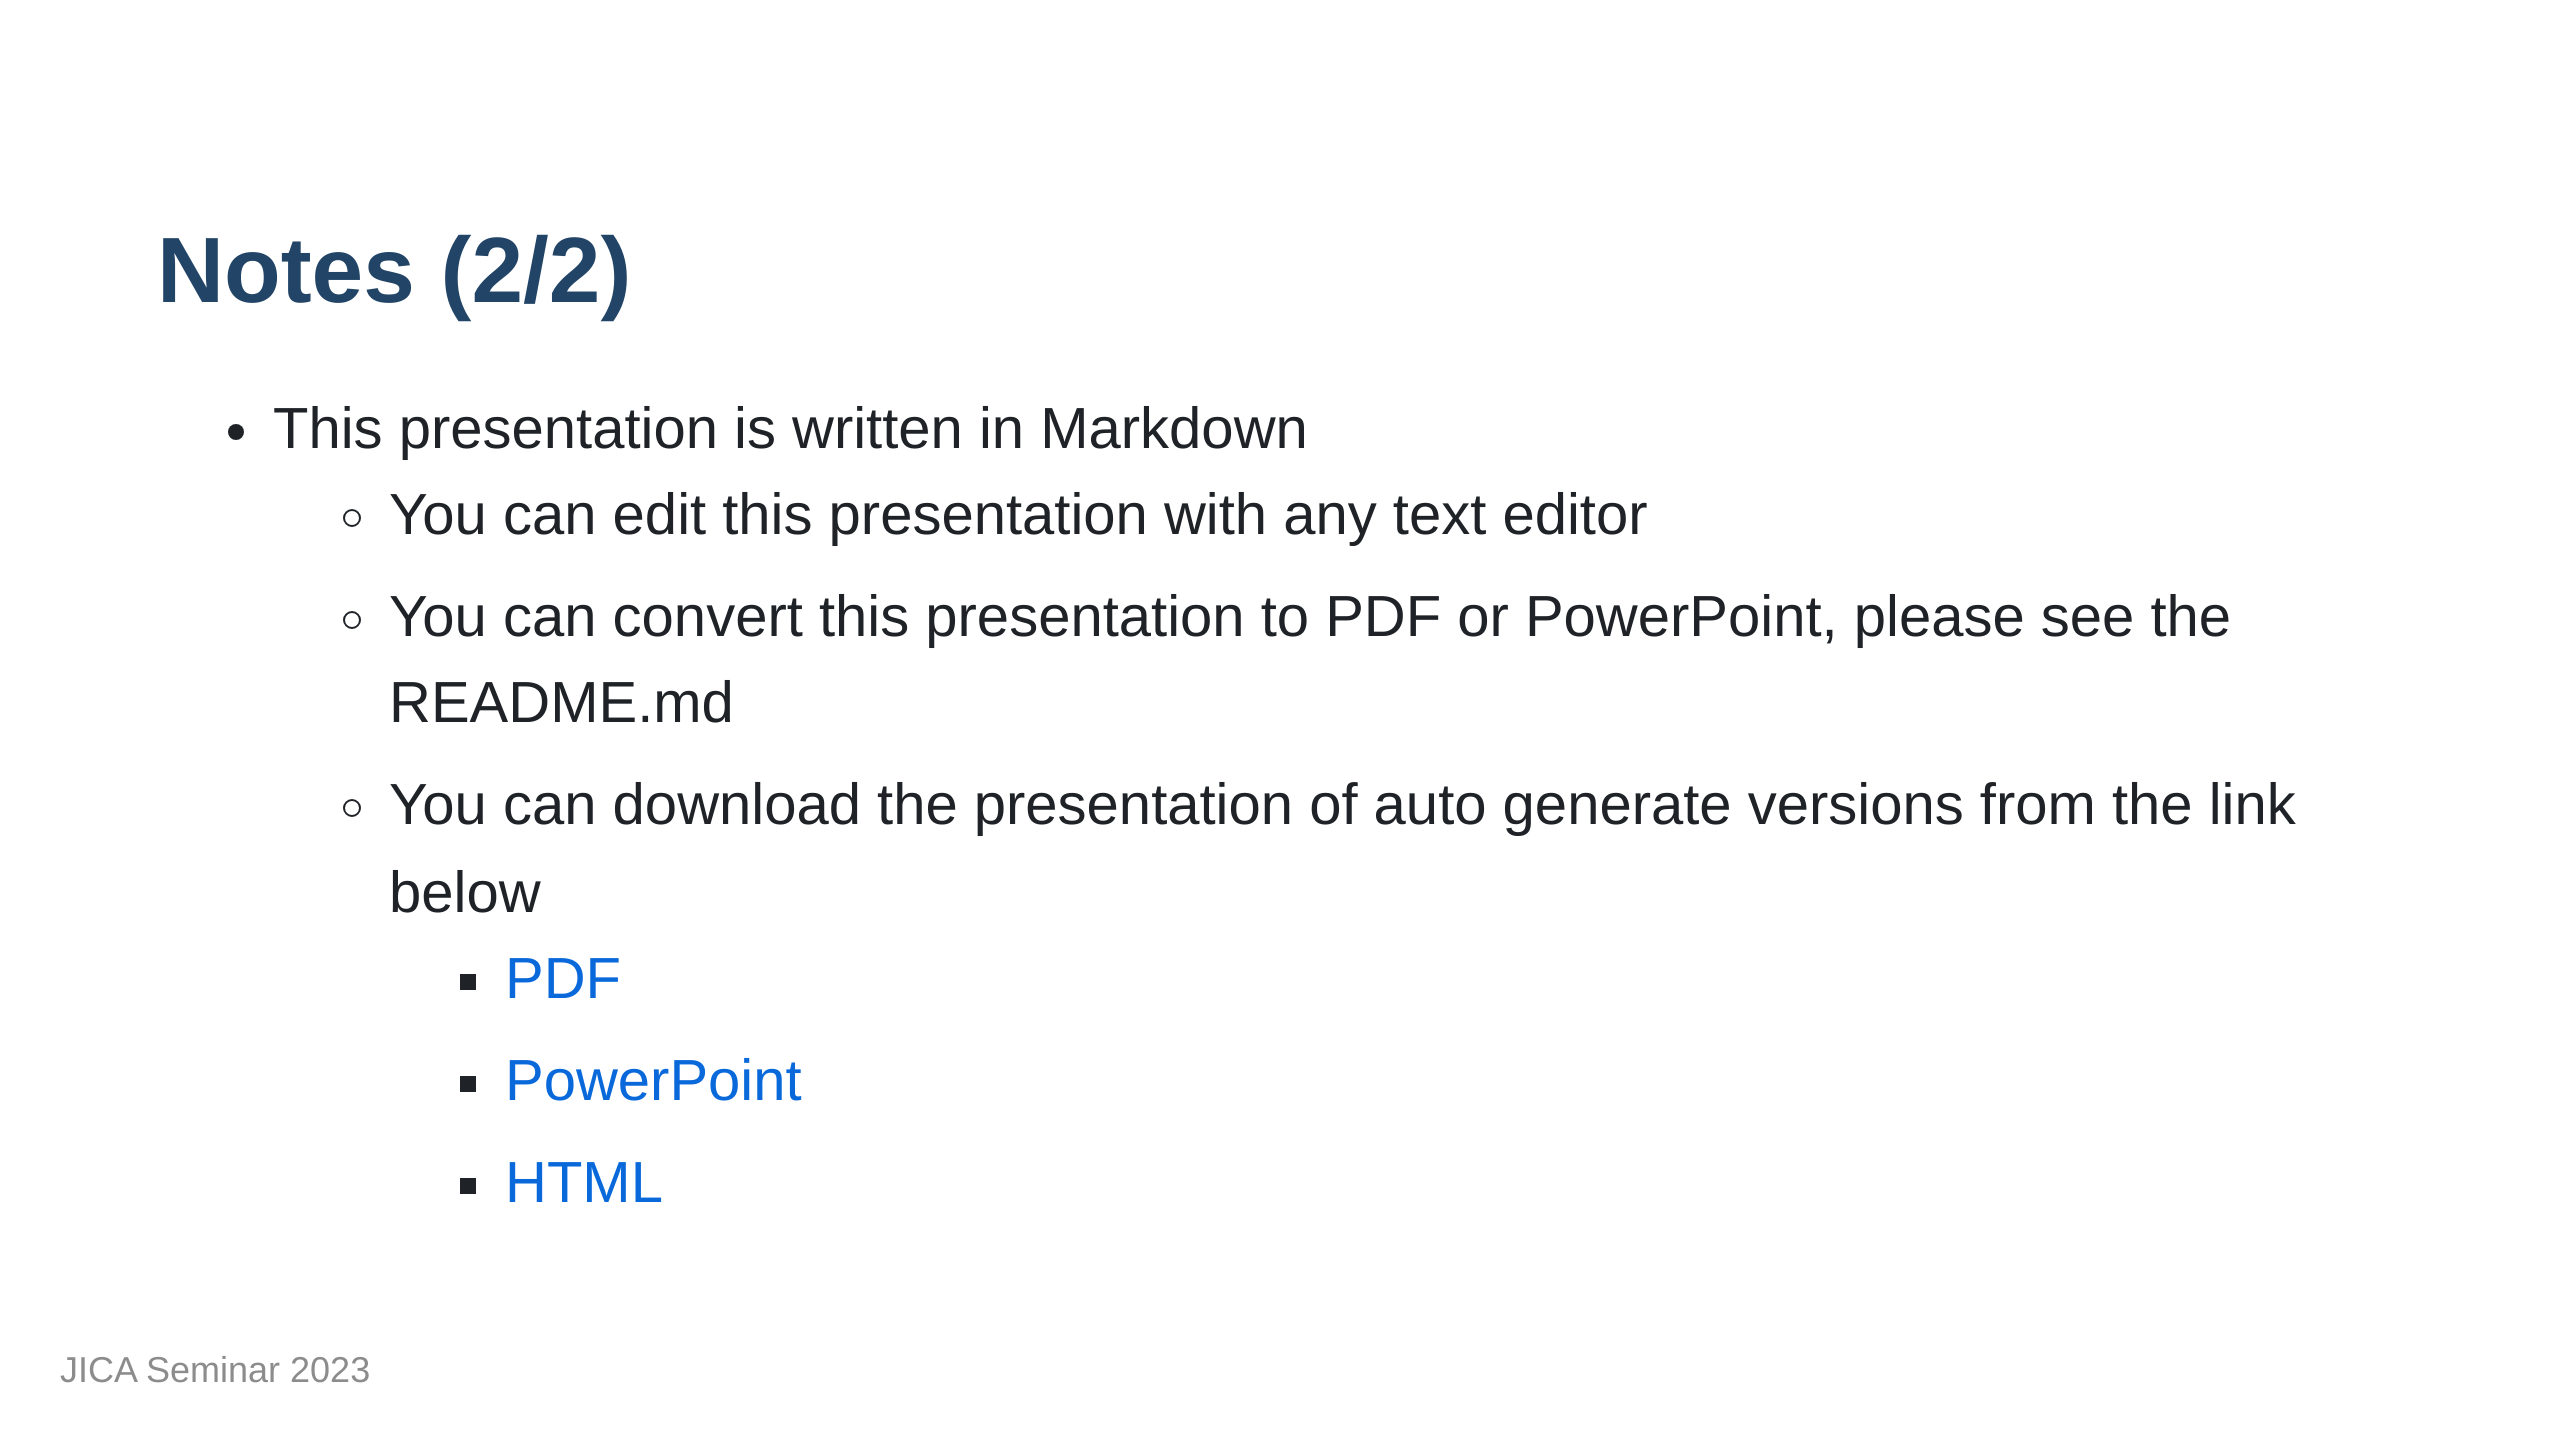 Notes (2/2)
This presentation is written in Markdown
You can edit this presentation with any text editor
You can convert this presentation to PDF or PowerPoint, please see the
README.md
You can download the presentation of auto generate versions from the link
below
PDF
PowerPoint
HTML
JICA Seminar 2023